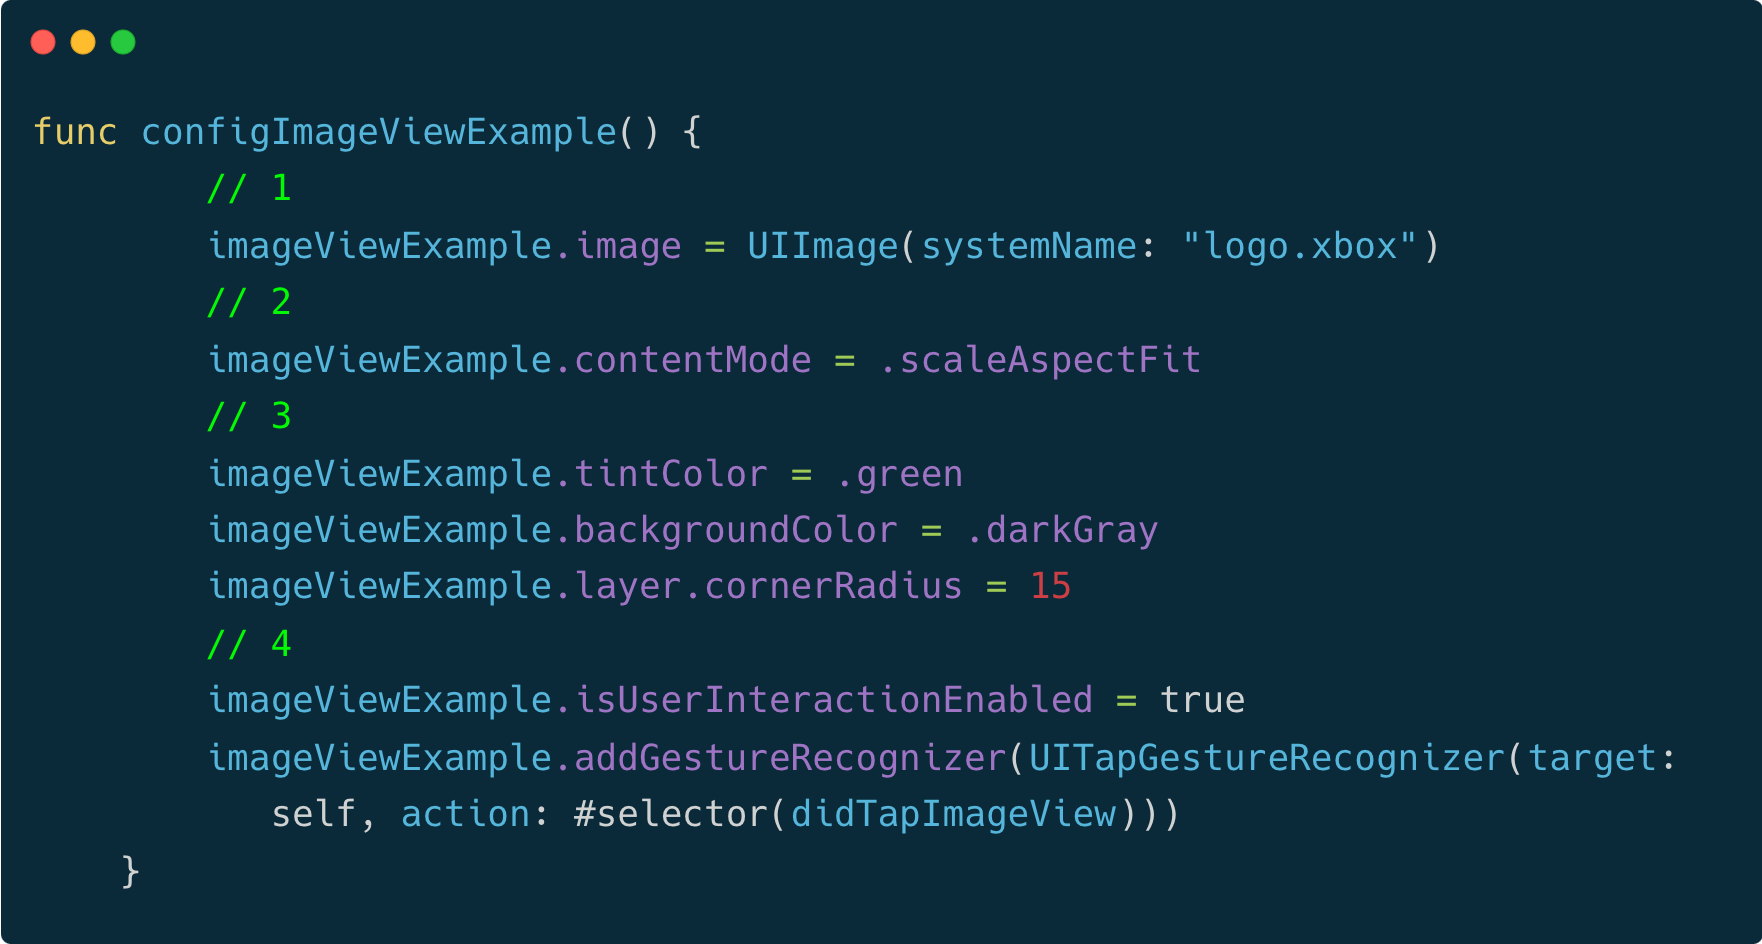 func configImageViewExample() {
        // 1
        imageViewExample.image = UIImage(systemName: "logo.xbox")
        // 2
        imageViewExample.contentMode = .scaleAspectFit
        // 3
        imageViewExample.tintColor = .green
        imageViewExample.backgroundColor = .darkGray
        imageViewExample.layer.cornerRadius = 15
        // 4
        imageViewExample.isUserInteractionEnabled = true
        imageViewExample.addGestureRecognizer(UITapGestureRecognizer(target:
           self, action: #selector(didTapImageView)))
    }